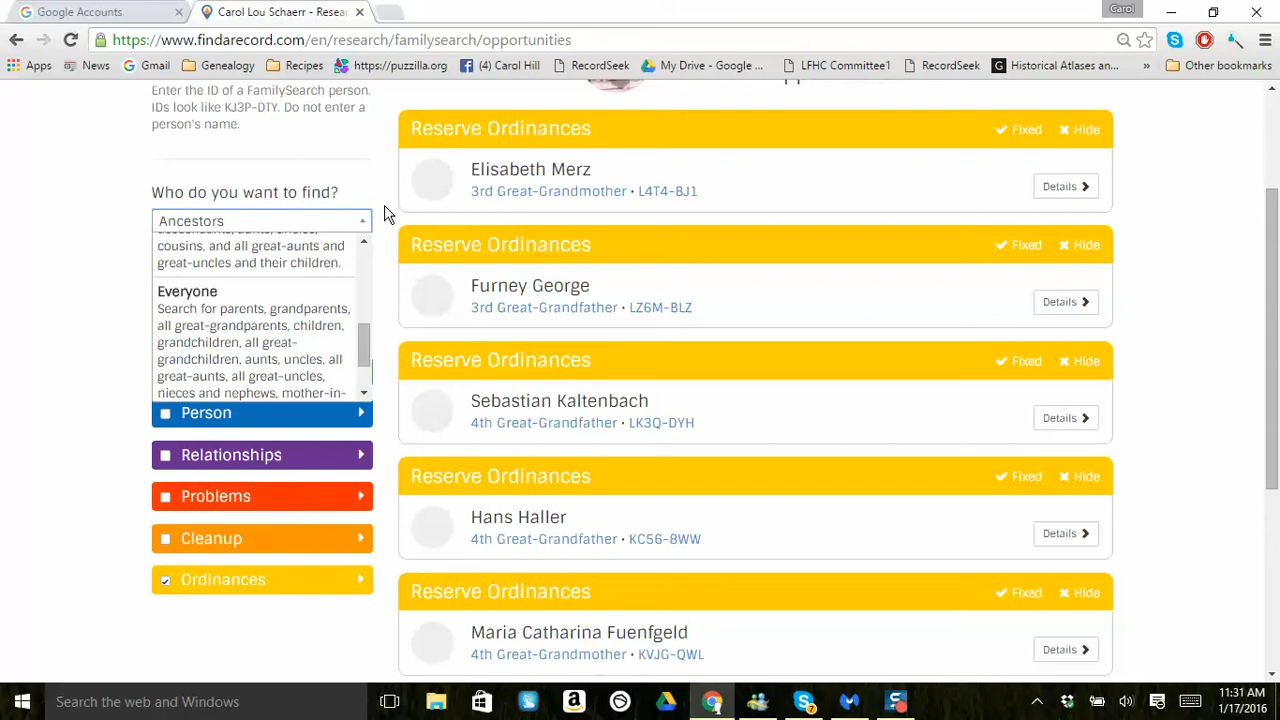 Google Accounts
Carol Lou Schaerr - Resear
Carol
https://www.findarecord.com/en/research/familysearch/opportunities
Apps
News
Gmail
Genealogy
Recipes
https://puzzilla.org
(4) Carol Hill
RecordSeek
My Drive - Google ...
LFHC Committee1
RecordSeek
Historical Atlases an
»
Other bookmarks
Enter the ID of a FamilySearch person.
IDs look like KJ3P-DTY. Do not enter a
person's name.
Who do you want to find?
Ancestors
cousins, and all great-aunts and
great-uncles and their children.
Everyone
Search for parents, grandparents,
all great-grandparents, children,
grandchildren, all great-
grandchildren, aunts, uncles, all
great-aunts, all great-uncles,
nieces and nephews, mother-in-
Person
Relationships
Problems
Cleanup
Ordinances
Reserve Ordinances
Fixed Hide
Elisabeth Merz
3rd Great-Grandmother • L4T4-BJ1
Details
Reserve Ordinances
Fixed Hide
Furney George
3rd Great-Grandfather • LZ6M-BLZ
Details
Reserve Ordinances
Fixed Hide
Sebastian Kaltenbach
4th Great-Grandfather • LK3Q-DYH
Details
Reserve Ordinances
Fixed Hide
Hans Haller
4th Great-Grandfather • KC56-8WW
Details
Reserve Ordinances
Fixed Hide
Maria Catharina Fuenfgeld
4th Great-Grandmother • KVJG-QWL
Details
Search the web and Windows
11:31 AM
1/17/2016